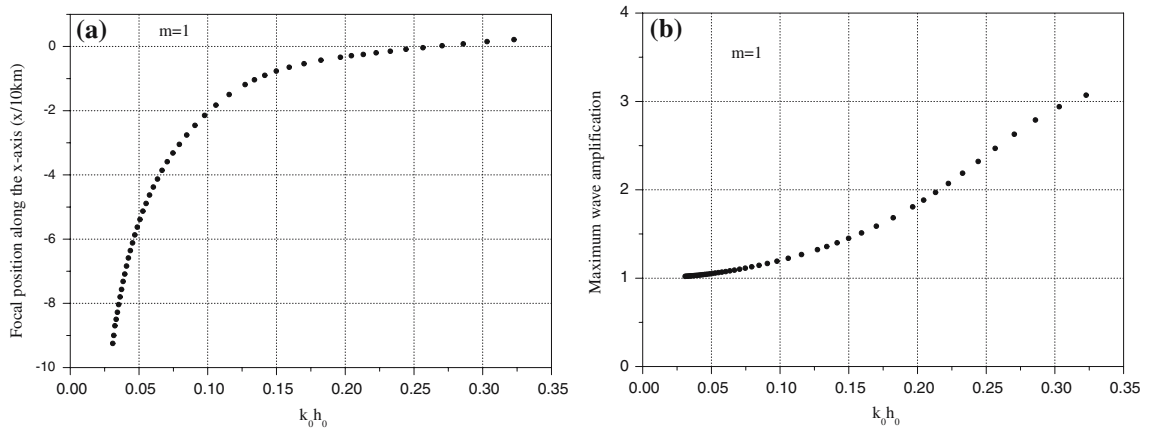 (a)
m=1
Focal position along the x-axis (x/10km)
0
-2
-4
-6
-8
-10
0.00 0.05 0.10 0.15 0.20 0.25 0.30 0.35
k0h0
(b)
m=1
Maximum wave amplification
4
3
2
1
0
0.00 0.05 0.10 0.15 0.20 0.25 0.30 0.35
k0h0